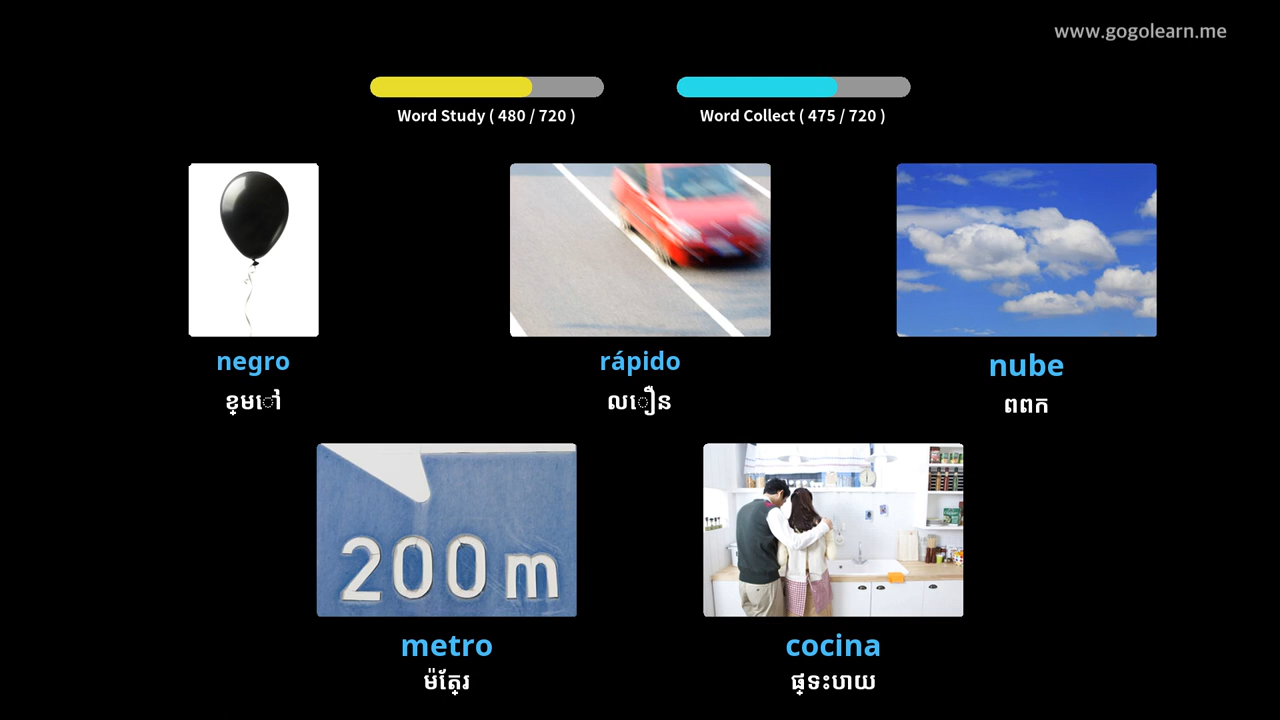 www.gogolearn.me
Word Study ( 480 / 720 )
Word Collect ( 475 / 720 )
negro
ខ្មៅ
rápido
លឿន
nube
ពពក
200 m
metro
ម៉ែត្រ
cocina
ផ្ទះបាយ